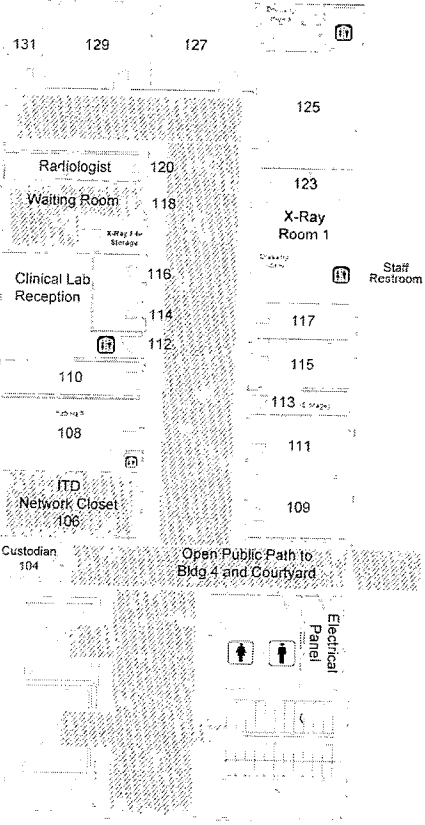 131 129 127
125
Radiologist 120
123
Waiting Room 118
X-Ray
Room 1
X-Ray File
Storage
116
Staff
Restroom
Clinical Lab
Reception
114
117
112
115
110
113
108
111
ITD
Network Closet
106
109
Custodian
104
Open Public Path to
Bldg 4 and Courtyard
Electrical
Panel